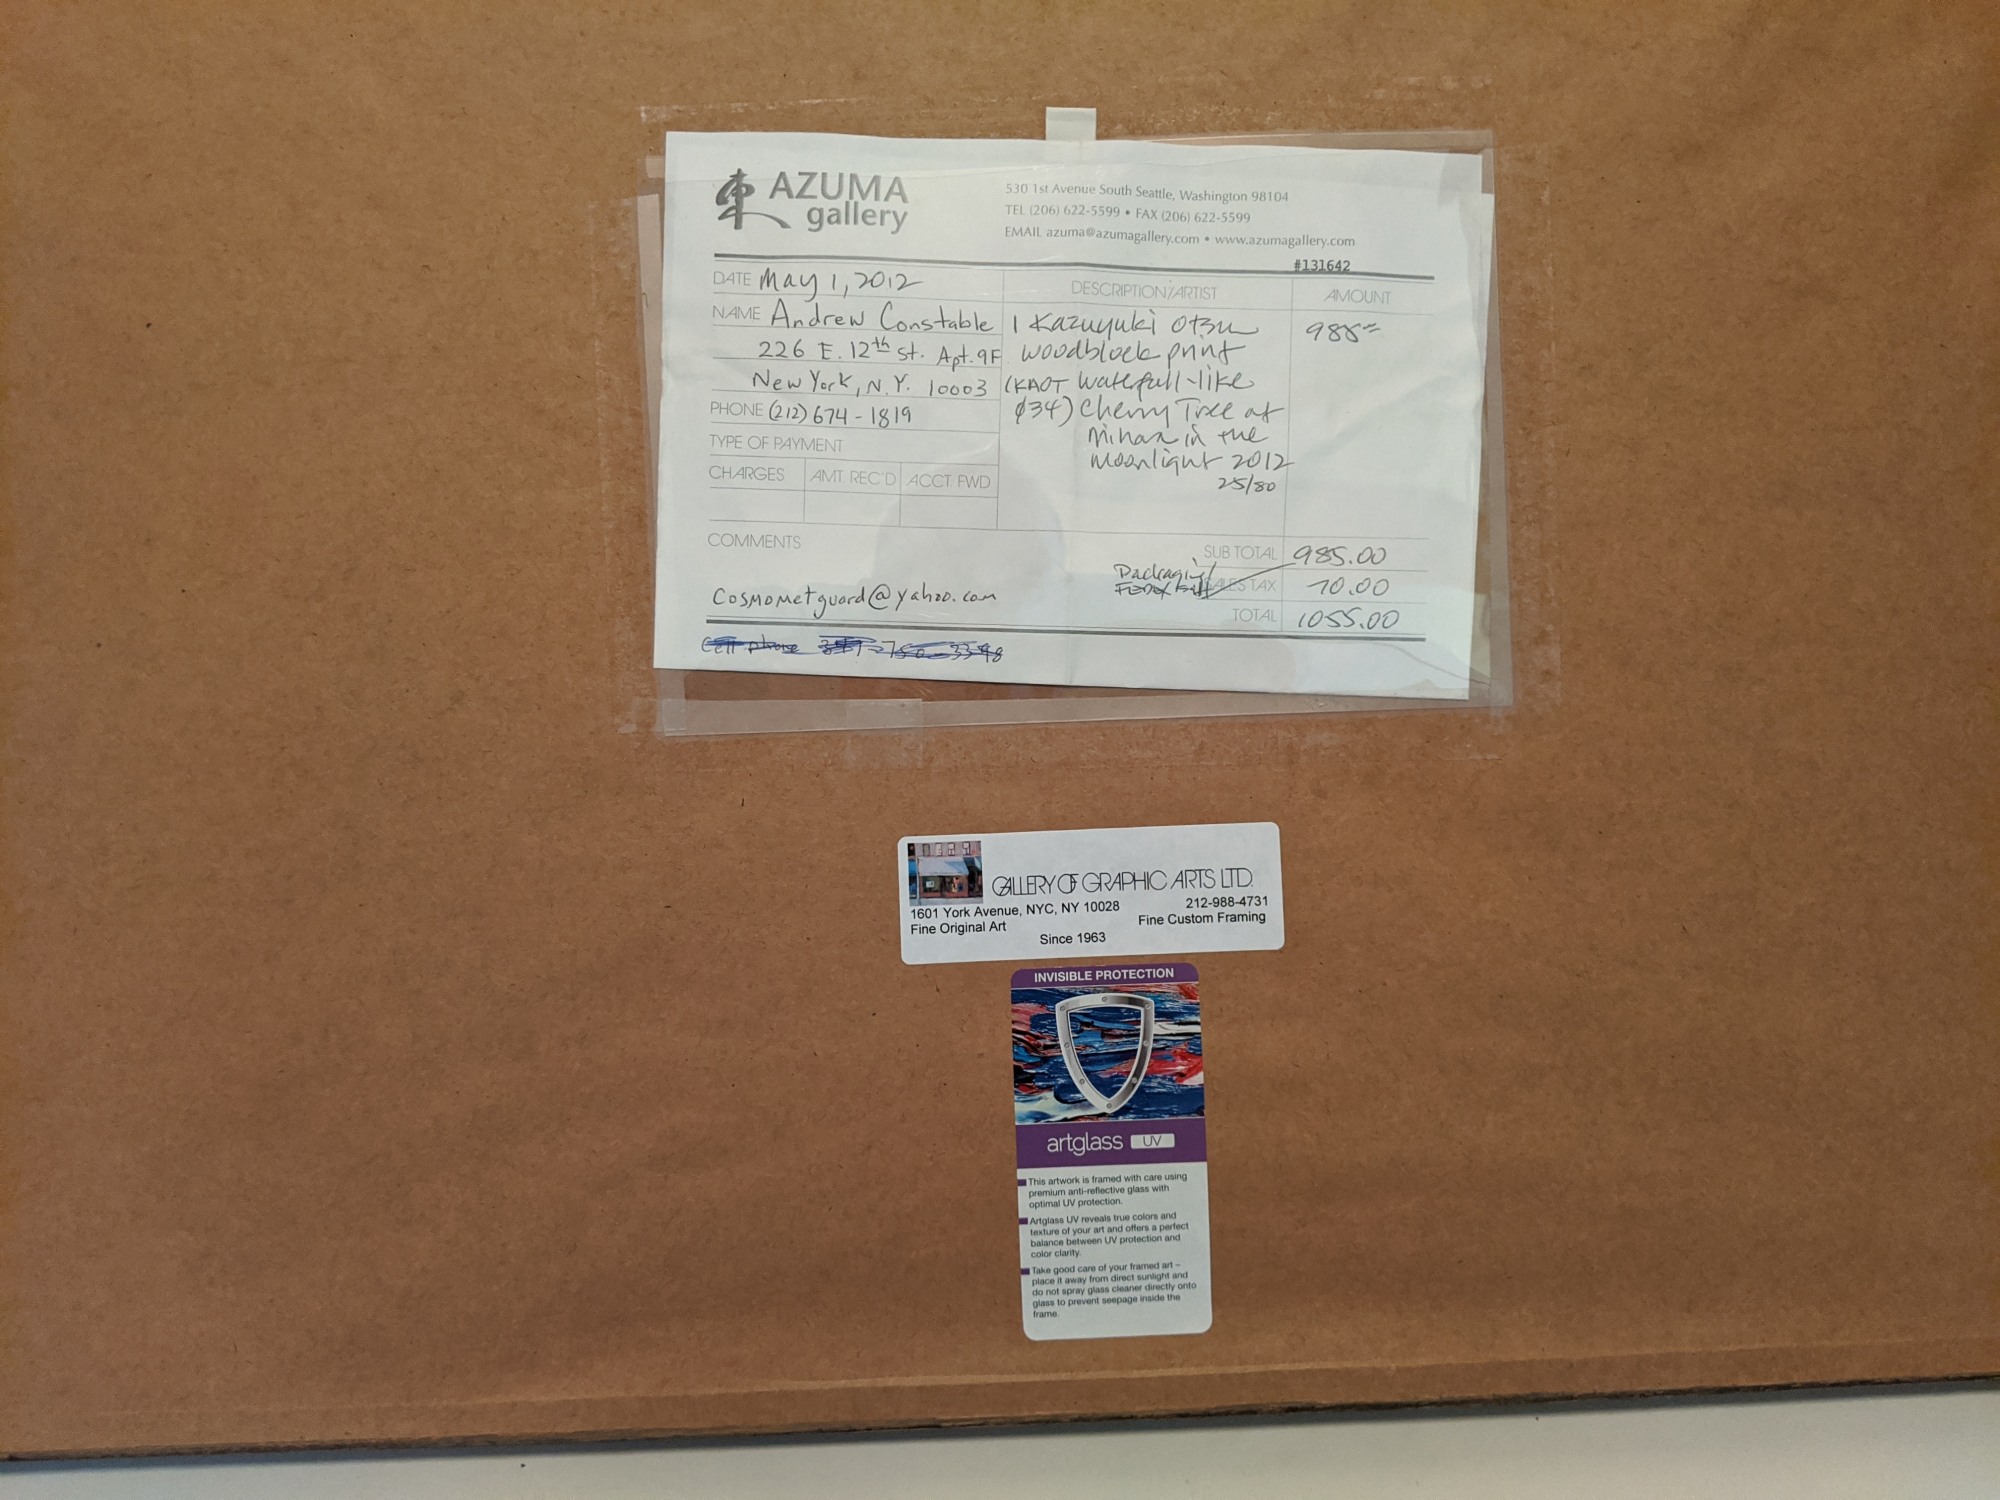 AZUMA
gallery
530 1st Avenue South Seattle, Washington 98104
TEL (206) 622-5599 • FAX (206) 622-5599
EMAIL azuma@azumagallery.com • www.azumagallery.com
#131642
DATE May 1, 2012
NAME Andrew Constable
226 E. 12th St. Apt. 9F
New York, N.Y. 10003
PHONE (212) 674-1819
TYPE OF PAYMENT
CHARGES AMT. REC'D ACCT. FWD
DESCRIPTION/ARTIST
1 Kazuyuki Otsu
woodblock print
(KAOT Waterfall-like
034) Cherry Tree at
Mihara in the
Moonlight 2012
25/80
AMOUNT
985=
COMMENTS
cosmometguard@yahoo.com
SUB TOTAL 985.00
Packaging/
SALES TAX 70.00
TOTAL 1055.00
Cell phone
GALLERY OF GRAPHIC ARTS LTD.
1601 York Avenue, NYC, NY 10028 212-988-4731
Fine Original Art Fine Custom Framing
Since 1963
INVISIBLE PROTECTION
artglass UV
This artwork is framed with care using
premium anti-reflective glass with
optimal UV protection.
Artglass UV reveals true colors and
texture of your art and offers a perfect
balance between UV protection and
color clarity.
Take good care of your framed art –
place it away from direct sunlight and
do not spray glass cleaner directly onto
glass to prevent seepage inside the
frame.